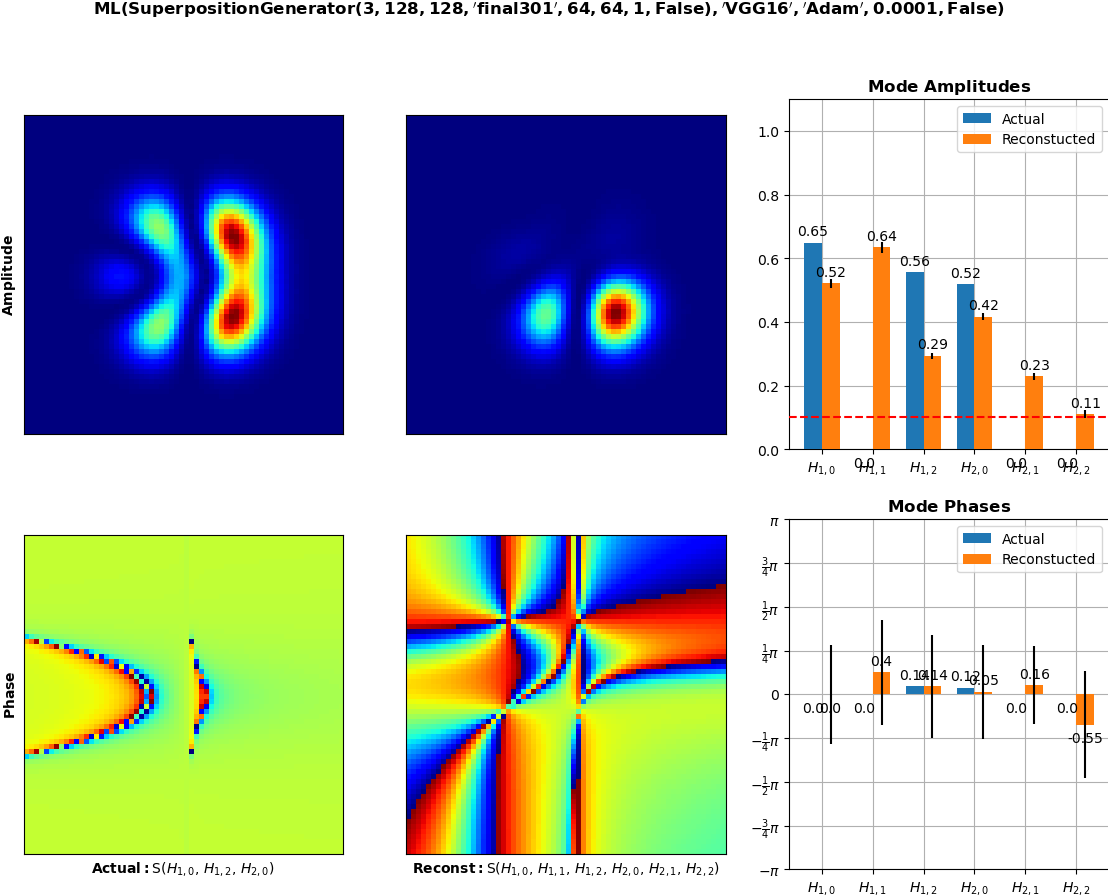 ML(SuperpositionGenerator(3, 128, 128, ′final301′, 64, 64, 1, False), ′VGG16′, ′Adam′, 0.0001, False)
Amplitude
Mode Amplitudes
Actual
Reconstucted
1.0
0.8
0.6
0.4
0.2
0.0
0.65
0.52
0.0
0.64
0.56
0.29
0.52
0.42
0.0
0.23
0.0
0.11
H1, 0
H1, 1
H1, 2
H2, 0
H2, 1
H2, 2
Phase
Actual: S(H1, 0, H1, 2, H2, 0)
Reconst: S(H1, 0, H1, 1, H1, 2, H2, 0, H2, 1, H2, 2)
Mode Phases
Actual
Reconstucted
π
3/4π
1/2π
1/4π
0
−1/4π
−1/2π
−3/4π
−π
0.0
0.0
0.0
0.4
0.14
0.14
0.12
0.05
0.0
0.16
0.0
-0.55
H1, 0
H1, 1
H1, 2
H2, 0
H2, 1
H2, 2